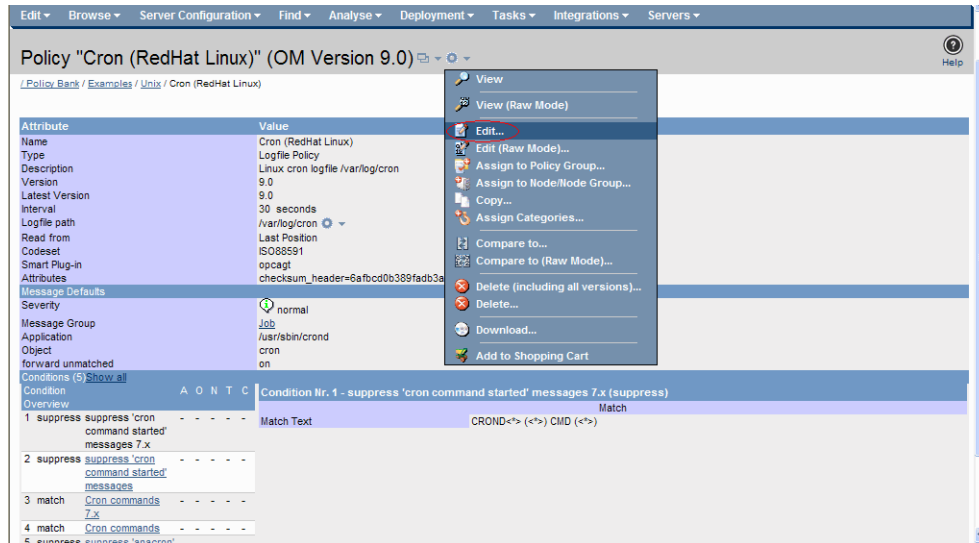 Edit Browse Server Configuration Find Analyse Deployment Tasks Integrations Servers
Policy "Cron (RedHat Linux)" (OM Version 9.0)
Help
/ Policy Bank / Examples / Unix / Cron (RedHat Linux)
View
View (Raw Mode)
Edit...
Edit (Raw Mode)...
Assign to Policy Group...
Assign to Node/Node Group...
Copy...
Assign Categories...
Compare to...
Compare to (Raw Mode)...
Delete (including all versions)...
Delete...
Download...
Add to Shopping Cart
Attribute Value
Name Cron (RedHat Linux)
Type Logfile Policy
Description Linux cron logfile /var/log/cron
Version 9.0
Latest Version 9.0
Interval 30 seconds
Logfile path /var/log/cron
Read from Last Position
Codeset ISO88591
Smart Plug-in opcagt
Attributes checksum_header=6afbcd0b389fadb3a
Message Defaults
Severity normal
Message Group Job
Application /usr/sbin/crond
Object cron
forward unmatched on
Conditions (5) Show all
Condition Overview A O N T C
1 suppress suppress 'cron command started' messages 7.x - - - - -
2 suppress suppress 'cron command started' messages - - - - -
3 match Cron commands 7.x - - - - -
4 match Cron commands - - - - -
5 suppress suppress 'anacron'
Condition Nr. 1 - suppress 'cron command started' messages 7.x (suppress)
Match
Match Text CROND<*> (<*>) CMD (<*>)